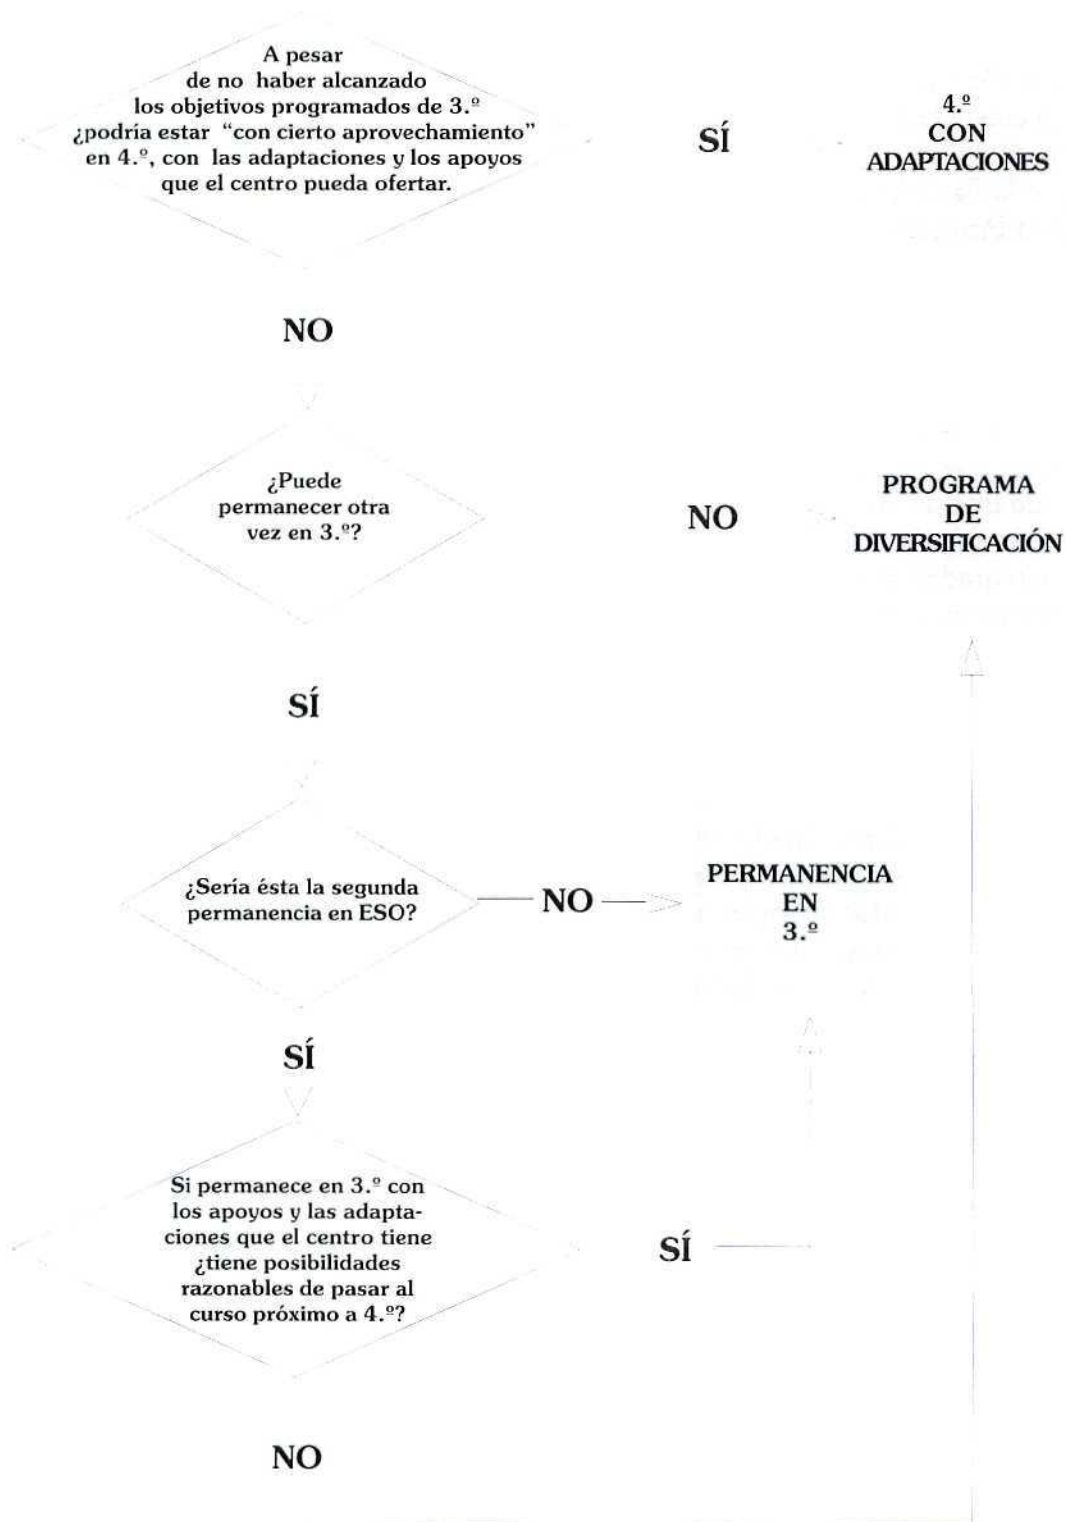 A pesar
de no haber alcanzado
los objetivos programados de 3.º
¿podría estar “con cierto aprovechamiento”
en 4.º, con las adaptaciones y los apoyos
que el centro pueda ofertar.
SÍ
4.º
CON
ADAPTACIONES
NO
¿Puede
permanecer otra
vez en 3.º?
NO
PROGRAMA
DE
DIVERSIFICACIÓN
SÍ
¿Sería ésta la segunda
permanencia en ESO?
NO
PERMANENCIA
EN
3.º
SÍ
Si permanece en 3.º con
los apoyos y las adapta-
ciones que el centro tiene
¿tiene posibilidades
razonables de pasar al
curso próximo a 4.º?
SÍ
NO